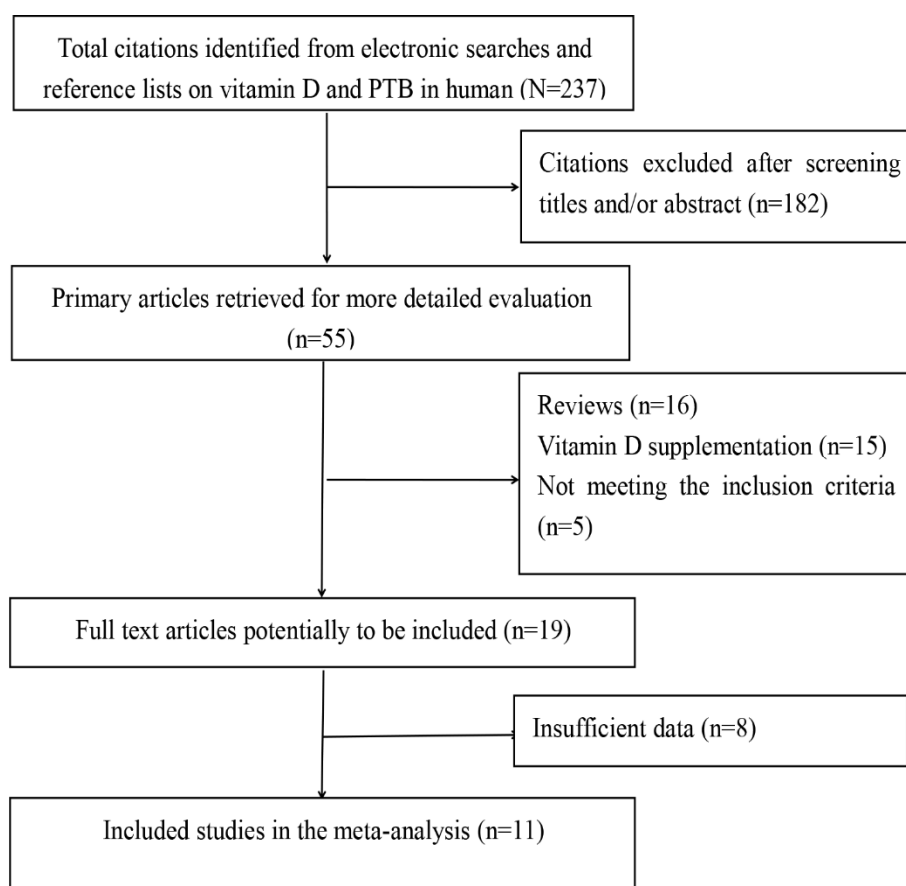 Total citations identified from electronic searches and
reference lists on vitamin D and PTB in human (N=237)
Citations excluded after screening
titles and/or abstract (n=182)
Primary articles retrieved for more detailed evaluation
(n=55)
Reviews (n=16)
Vitamin D supplementation (n=15)
Not meeting the inclusion criteria
(n=5)
Full text articles potentially to be included (n=19)
Insufficient data (n=8)
Included studies in the meta-analysis (n=11)